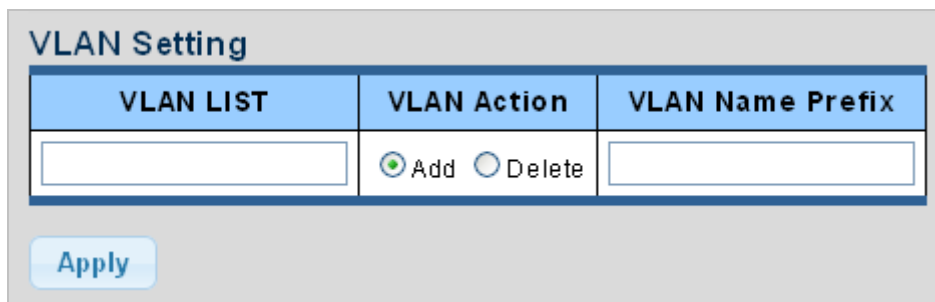 VLAN Setting
VLAN LIST VLAN Action VLAN Name Prefix
Add Delete
Apply